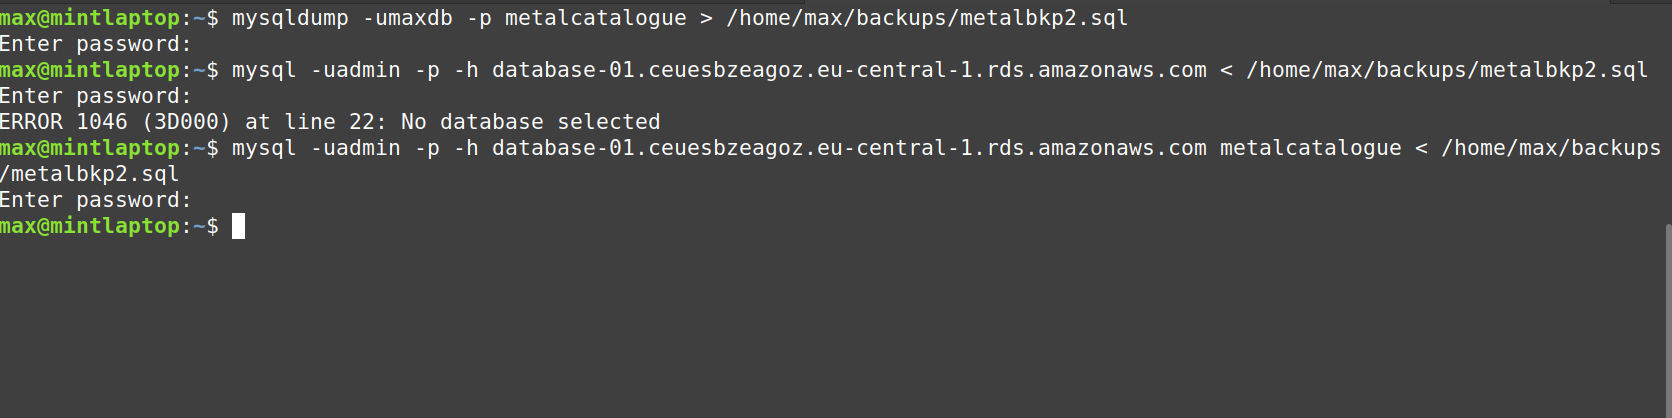 max@mintlaptop:~$ mysqldump -umaxdb -p metalcatalogue > /home/max/backups/metalbkp2.sql
Enter password:
max@mintlaptop:~$ mysql -uadmin -p -h database-01.ceuesbzeagoz.eu-central-1.rds.amazonaws.com < /home/max/backups/metalbkp2.sql
Enter password:
ERROR 1046 (3D000) at line 22: No database selected
max@mintlaptop:~$ mysql -uadmin -p -h database-01.ceuesbzeagoz.eu-central-1.rds.amazonaws.com metalcatalogue < /home/max/backups
/metalbkp2.sql
Enter password:
max@mintlaptop:~$